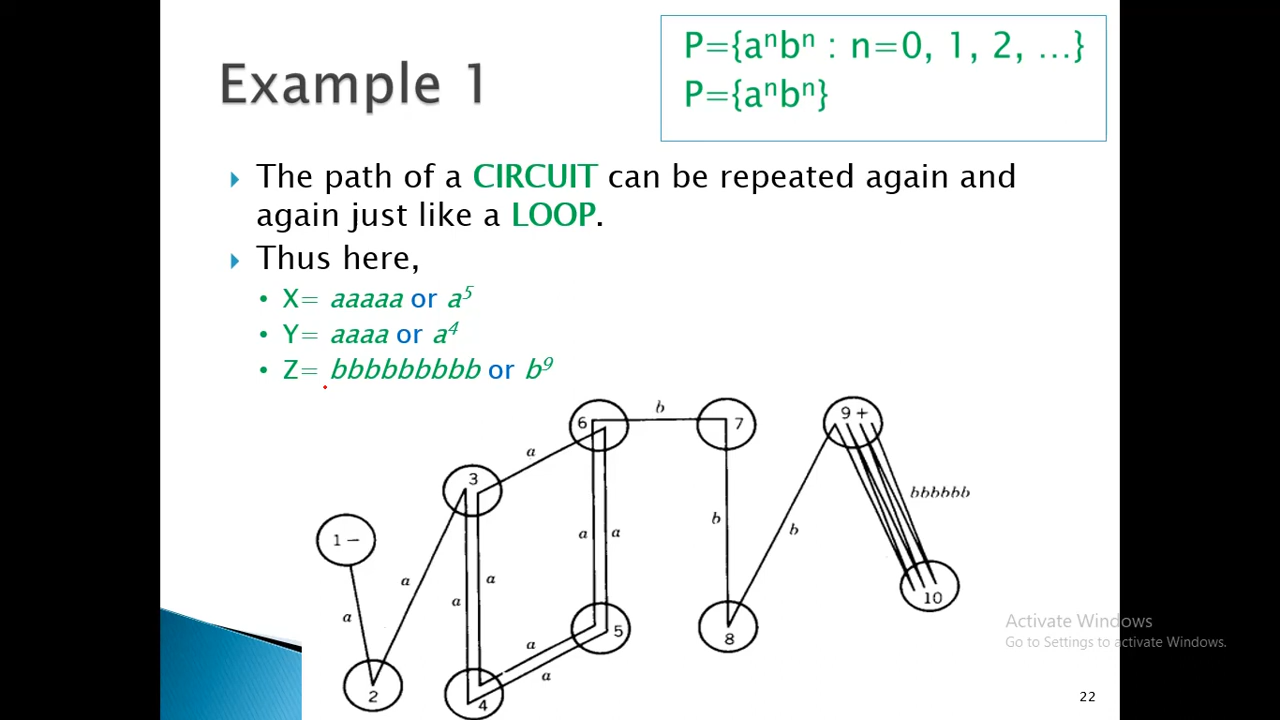 Example 1
P={aⁿbⁿ : n=0, 1, 2, ...}
P={aⁿbⁿ}
The path of a CIRCUIT can be repeated again and
again just like a LOOP.
Thus here,
• X= aaaaa or a⁵
• Y= aaaa or a⁴
• Z= bbbbbbbbb or b⁹
6
b
7
9 +
a
3
bbbbbb
1 −
a
a
b
b
a
a
a
a
10
a
5
8
a
2
4
Activate Windows
Go to Settings to activate Windows.
22